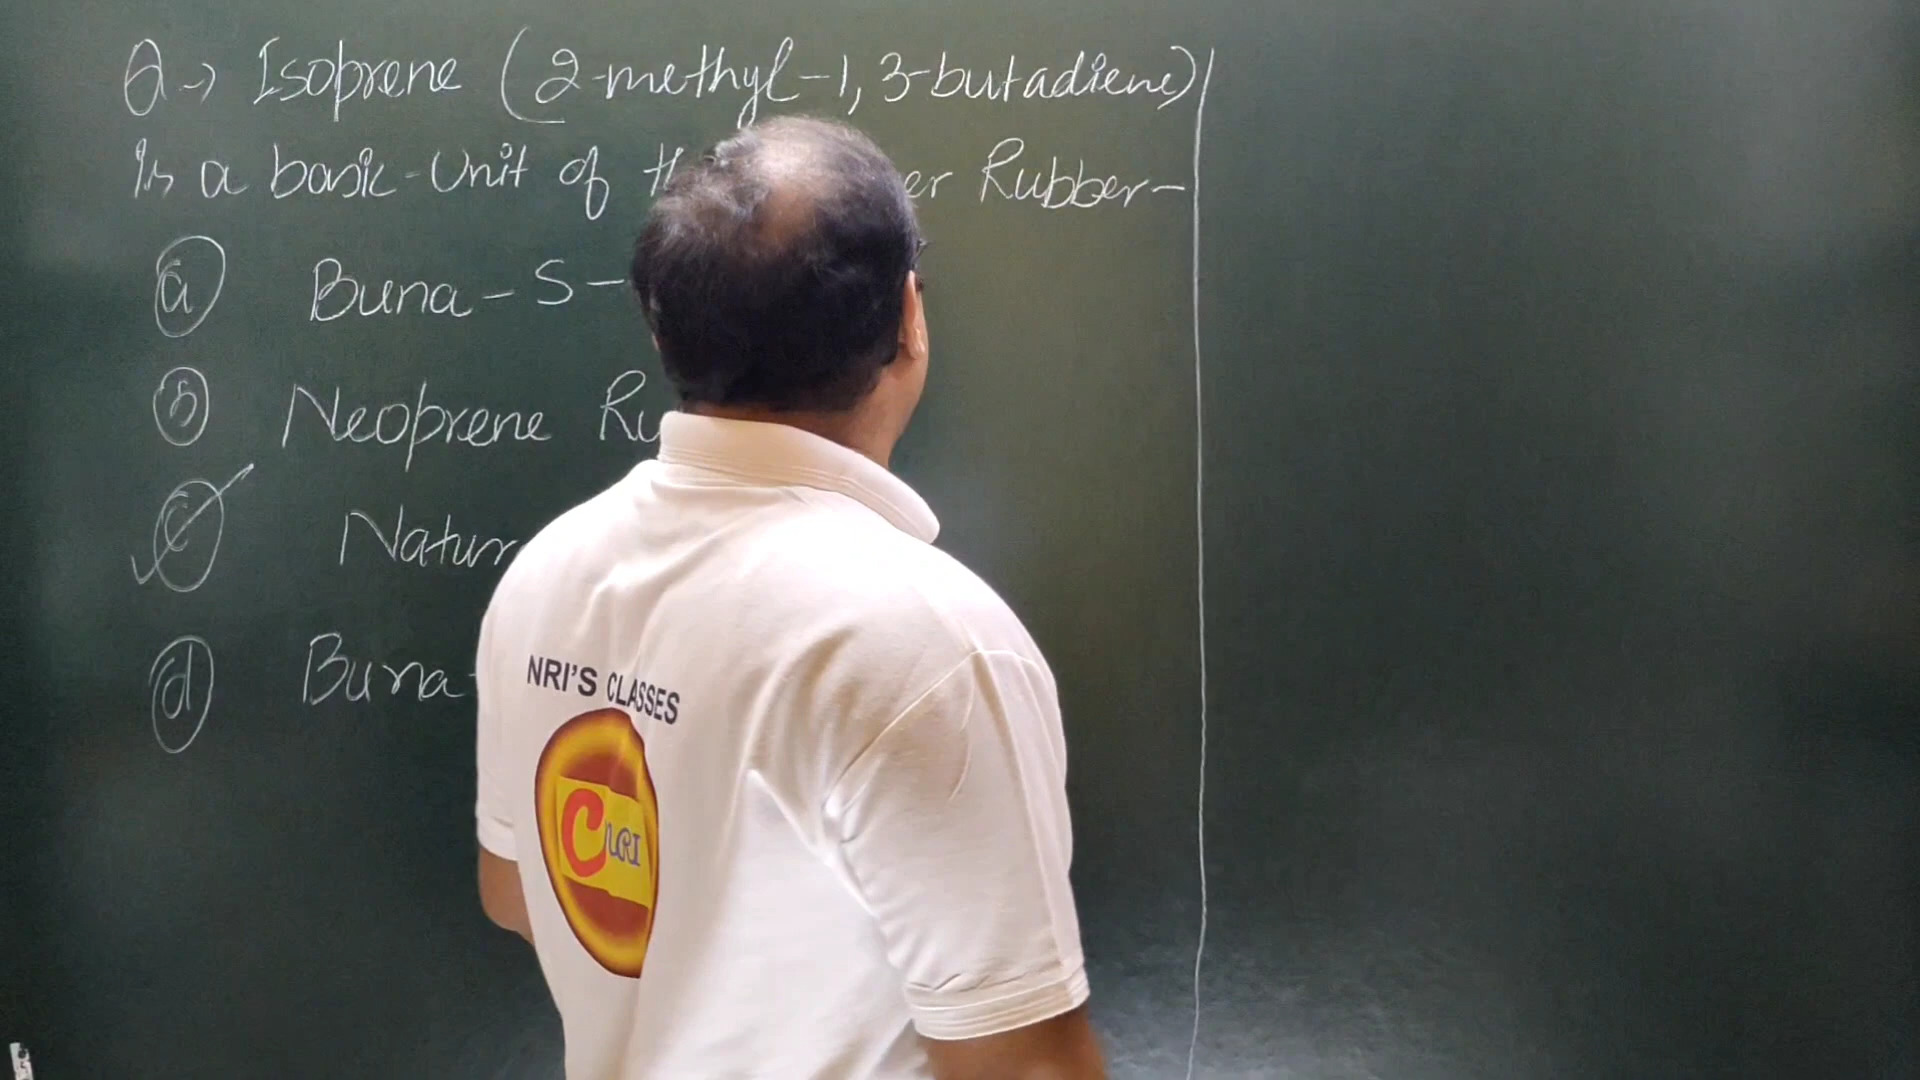 Q→ Isoprene (2-methyl-1,3-butadiene)
is a basic-Unit of er Rubber-
(a) Buna-S-
(b) Neoprene Ru
(c) Natur
(d) Buna-
NRI'S CLASSES
CNRI